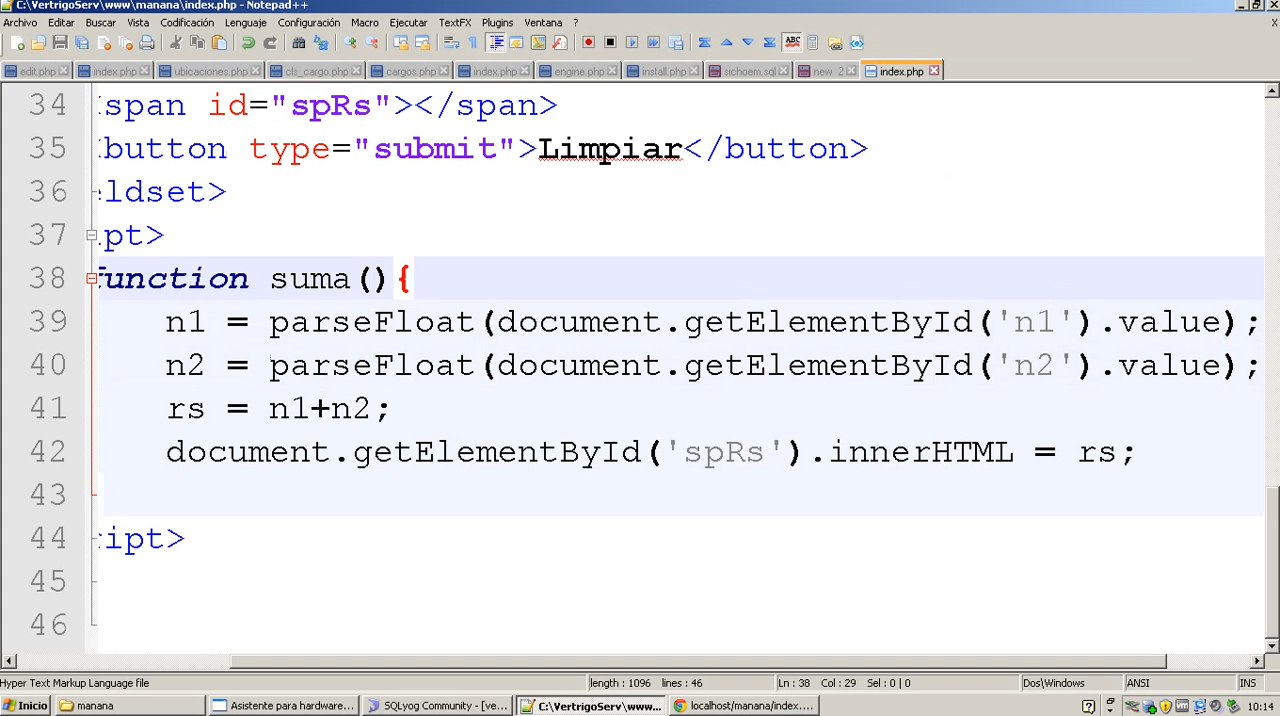 C:\VertrigoServ\www\manana\index.php - Notepad++
Archivo Editar Buscar Vista Codificación Lenguaje Configuración Macro Ejecutar TextFX Plugins Ventana ?
edit.php index.php ubicaciones.php cls_cargo.php cargos.php index.php engine.php install.php sichoem.sql new 2 index.php
34 span id="spRs"></span>
35 button type="submit">Limpiar</button>
36 eldset>
37 ipt>
38 function suma(){
39 n1 = parseFloat(document.getElementById('n1').value);
40 n2 = parseFloat(document.getElementById('n2').value);
41 rs = n1+n2;
42 document.getElementById('spRs').innerHTML = rs;
43
44 ript>
45
46
Hyper Text Markup Language file length : 1096 lines : 46 Ln : 38 Col : 29 Sel : 0 | 0 Dos\Windows ANSI INS
Inicio manana Asistente para hardware... SQLyog Community - [ve... C:\VertrigoServ\www... localhost/manana/index.... 10:14